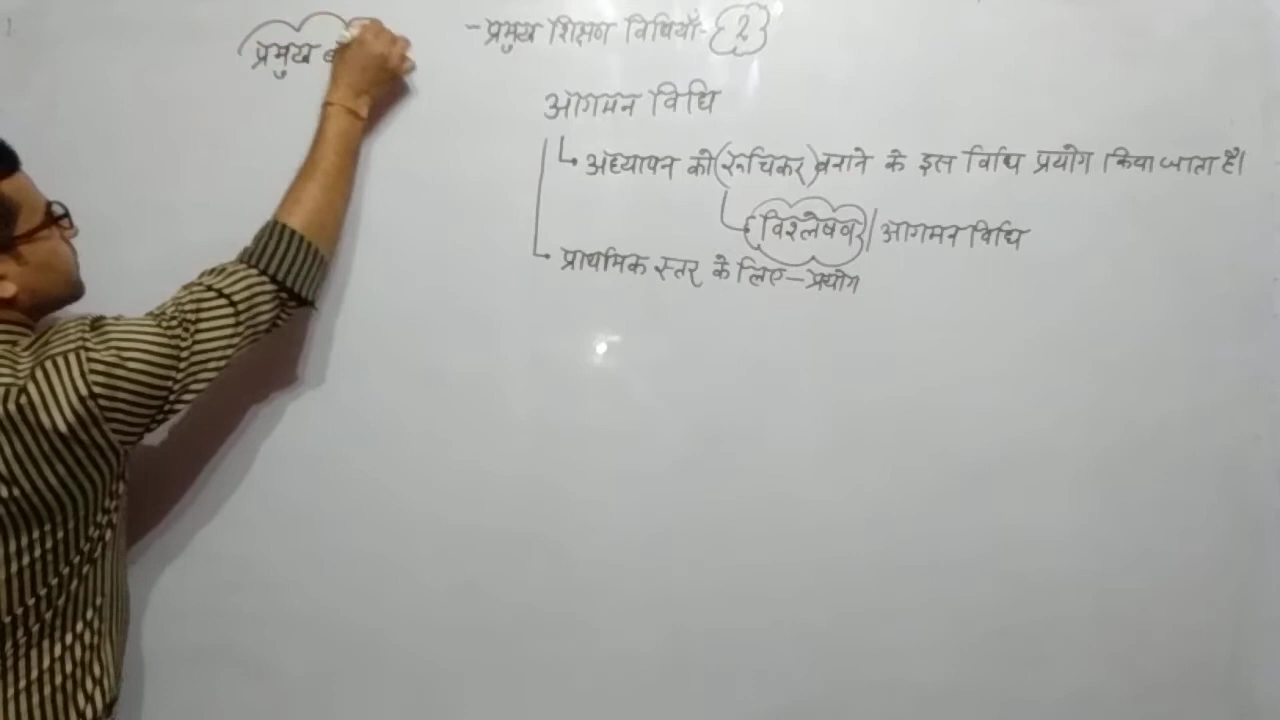 - प्रमुख शिक्षण विधियाँ - {2}
प्रमुख
आगमन विधि
अध्यापन को (रूचिकर) बनाने के इस विधि प्रयोग किया जाता है।
{विश्लेषण / आगमन विधि
प्राथमिक स्तर के लिए - प्रयोग